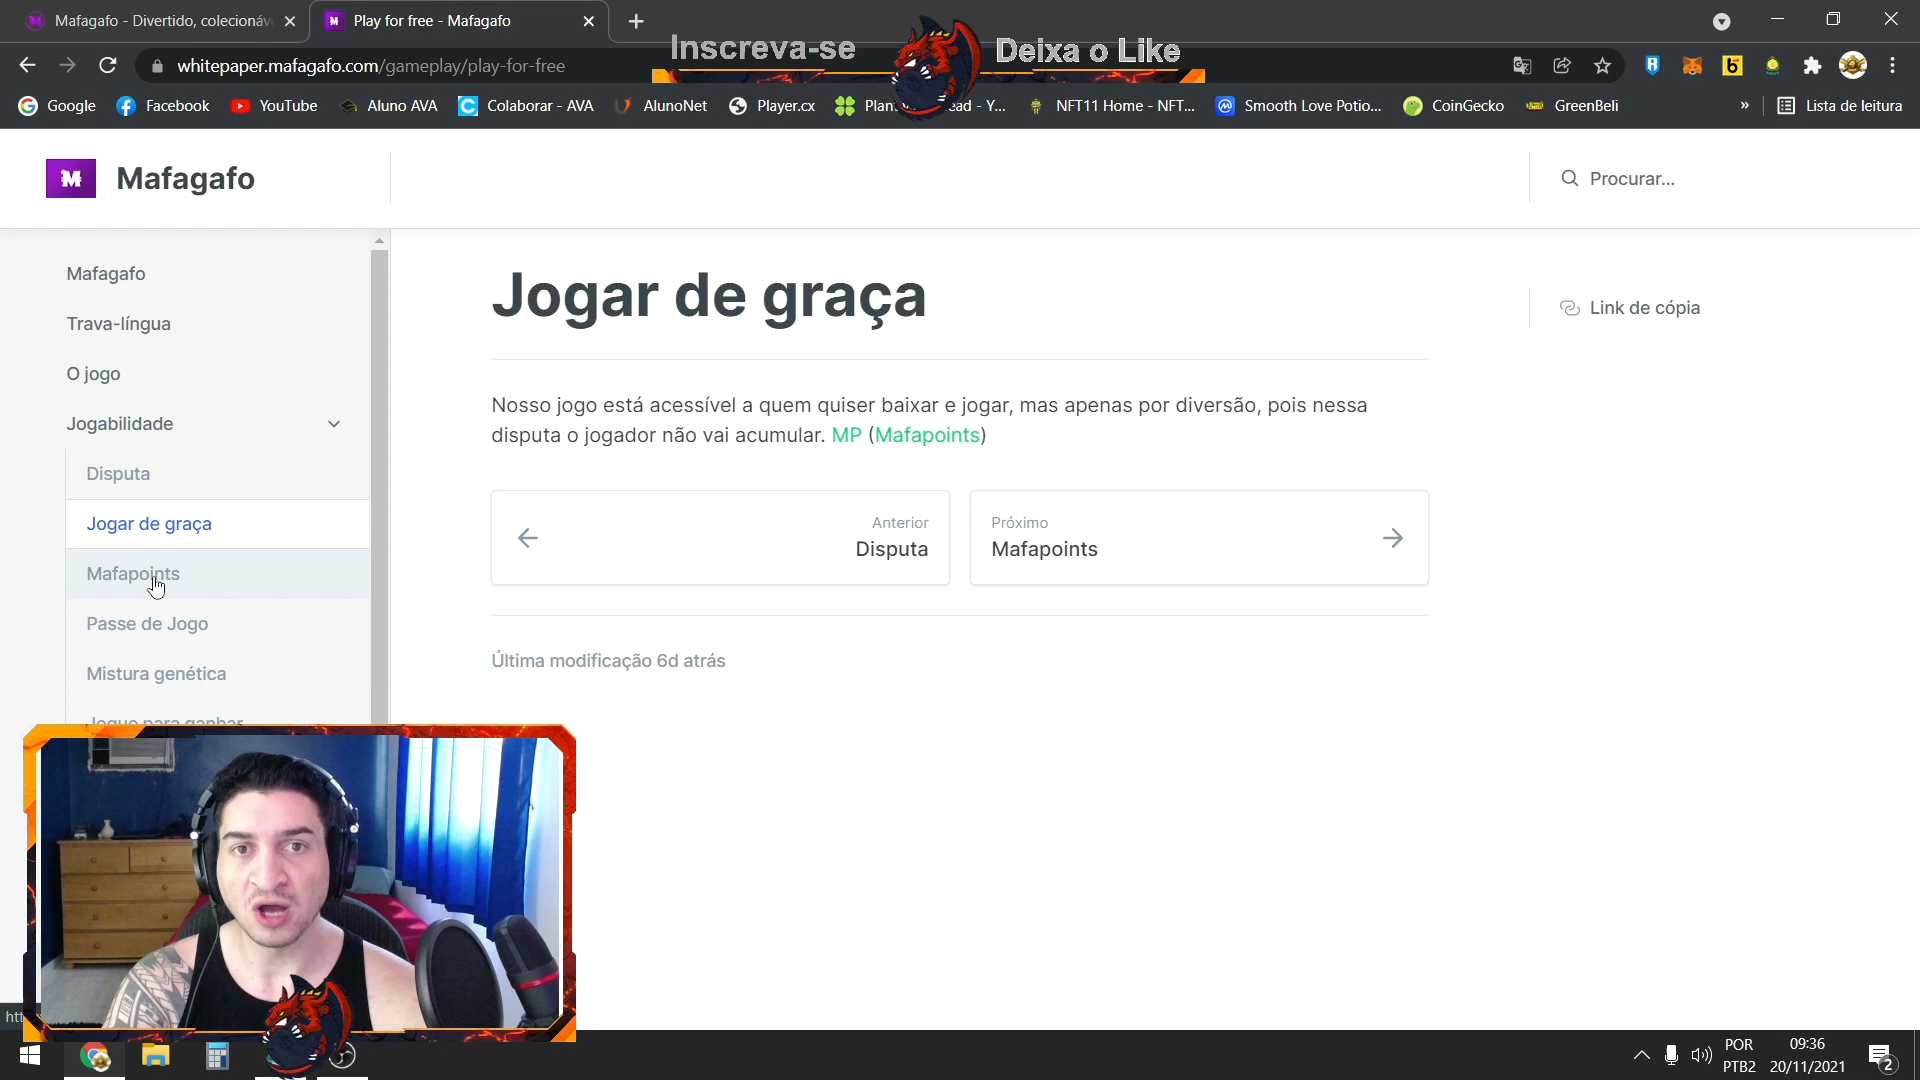 Mafagafo - Divertido, colecionáv
Play for free - Mafagafo
Inscreva-se
Deixa o Like
whitepaper.mafagafo.com/gameplay/play-for-free
Google
Facebook
YouTube
Aluno AVA
Colaborar - AVA
AlunoNet
Player.cx
NFT11 Home - NFT...
Smooth Love Potio...
CoinGecko
GreenBeli
»
Lista de leitura
M
Mafagafo
Procurar...
Mafagafo
Trava-língua
O jogo
Jogabilidade
Disputa
Jogar de graça
Mafapoints
Passe de Jogo
Mistura genética
Jogue para ganhar
Jogar de graça
Link de cópia
Nosso jogo está acessível a quem quiser baixar e jogar, mas apenas por diversão, pois nessa
disputa o jogador não vai acumular. MP (Mafapoints)
Anterior
Disputa
Próximo
Mafapoints
Última modificação 6d atrás
POR
PTB2
09:36
20/11/2021
2